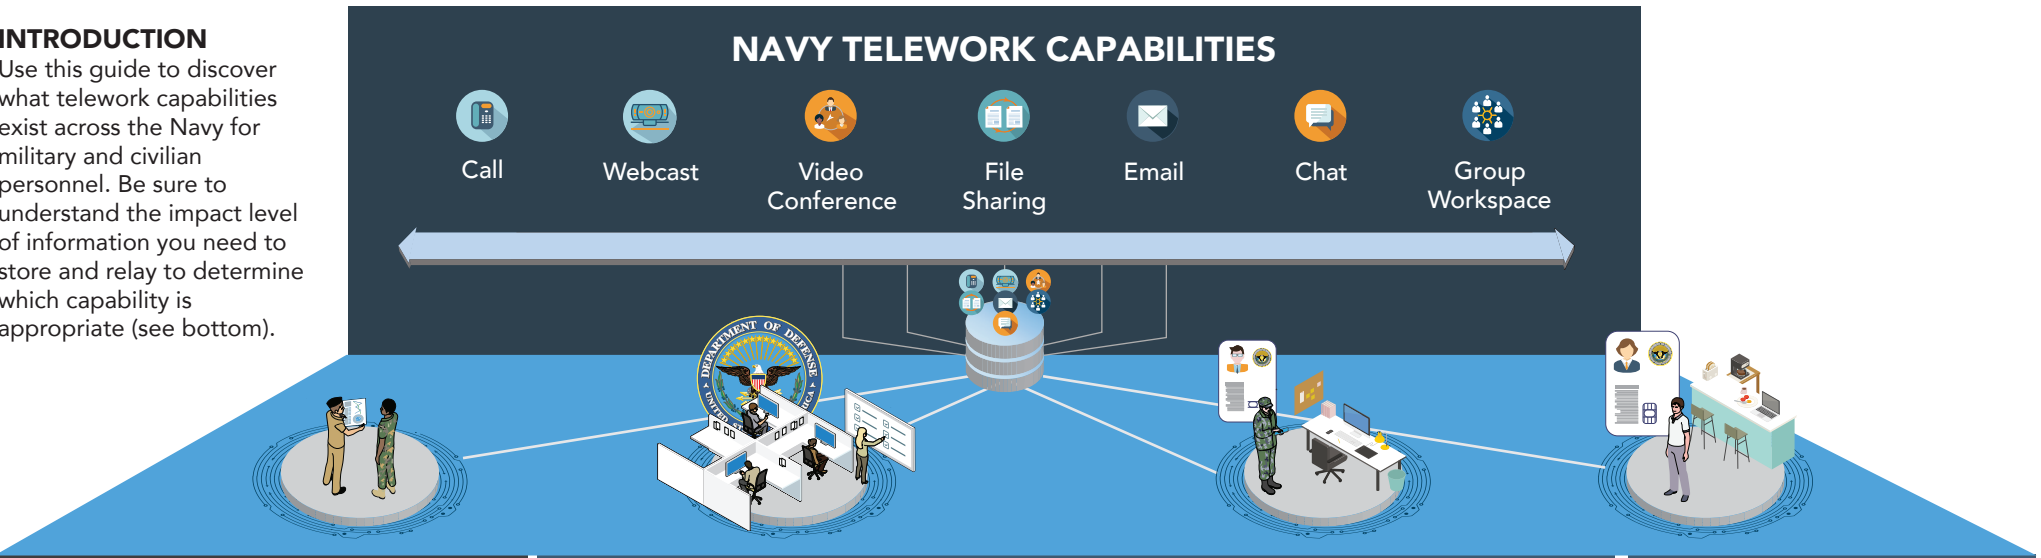 INTRODUCTION
Use this guide to discover
what telework capabilities
exist across the Navy for
military and civilian
personnel. Be sure to
understand the impact level
of information you need to
store and relay to determine
which capability is
appropriate (see bottom).
NAVY TELEWORK CAPABILITIES
Call
Webcast
Video
Conference
File
Sharing
Email
Chat
Group
Workspace
DEPARTMENT OF DEFENSE